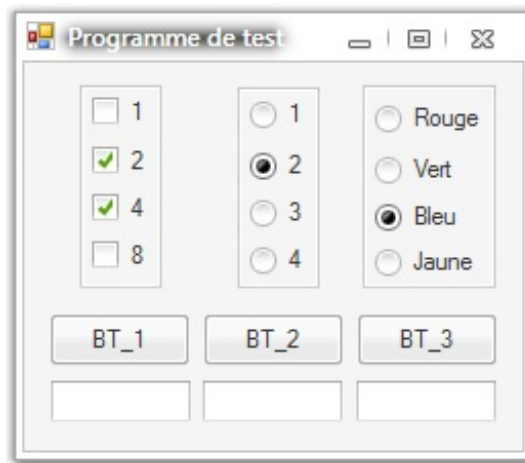 Programme de test
1
2
4
8
1
2
3
4
Rouge
Vert
Bleu
Jaune
BT_1
BT_2
BT_3